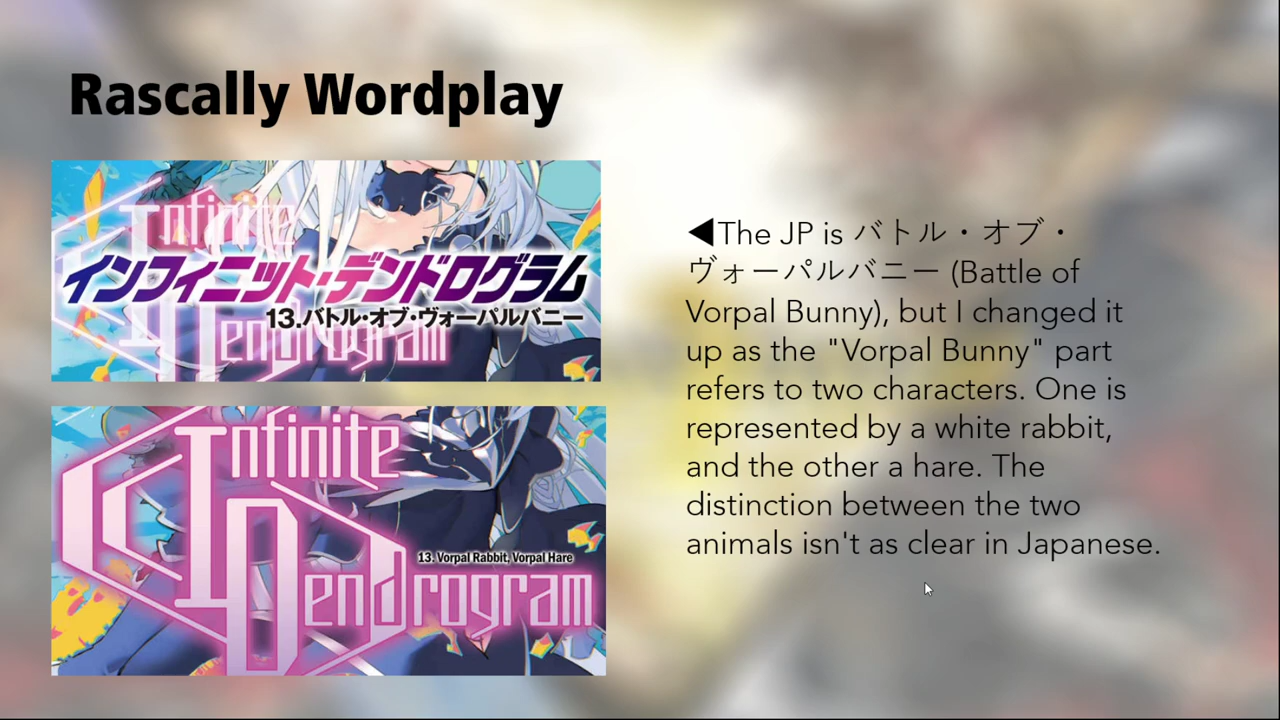 Rascally Wordplay
Infinite
インフィニット・デンドログラム
13.バトル・オブ・ヴォーパルバニー
Dendrogram
Infinite
13. Vorpal Rabbit, Vorpal Hare
Dendrogram
◀The JP is バトル・オブ・
ヴォーパルバニー (Battle of
Vorpal Bunny), but I changed it
up as the "Vorpal Bunny" part
refers to two characters. One is
represented by a white rabbit,
and the other a hare. The
distinction between the two
animals isn't as clear in Japanese.